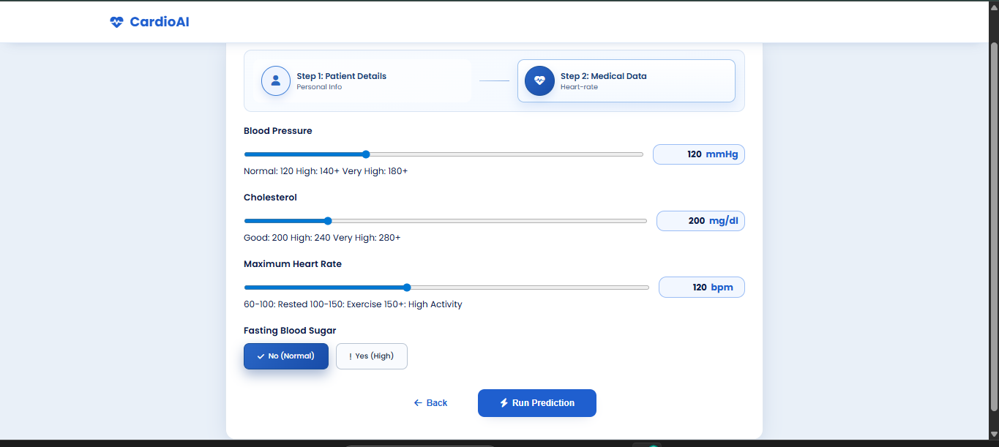 CardioAI
Step 1: Patient Details
Personal Info
Step 2: Medical Data
Heart-rate
Blood Pressure
120 mmHg
Normal: 120 High: 140+ Very High: 180+
Cholesterol
200 mg/dl
Good: 200 High: 240 Very High: 280+
Maximum Heart Rate
120 bpm
60-100: Rested 100-150: Exercise 150+: High Activity
Fasting Blood Sugar
No (Normal)
! Yes (High)
← Back
Run Prediction